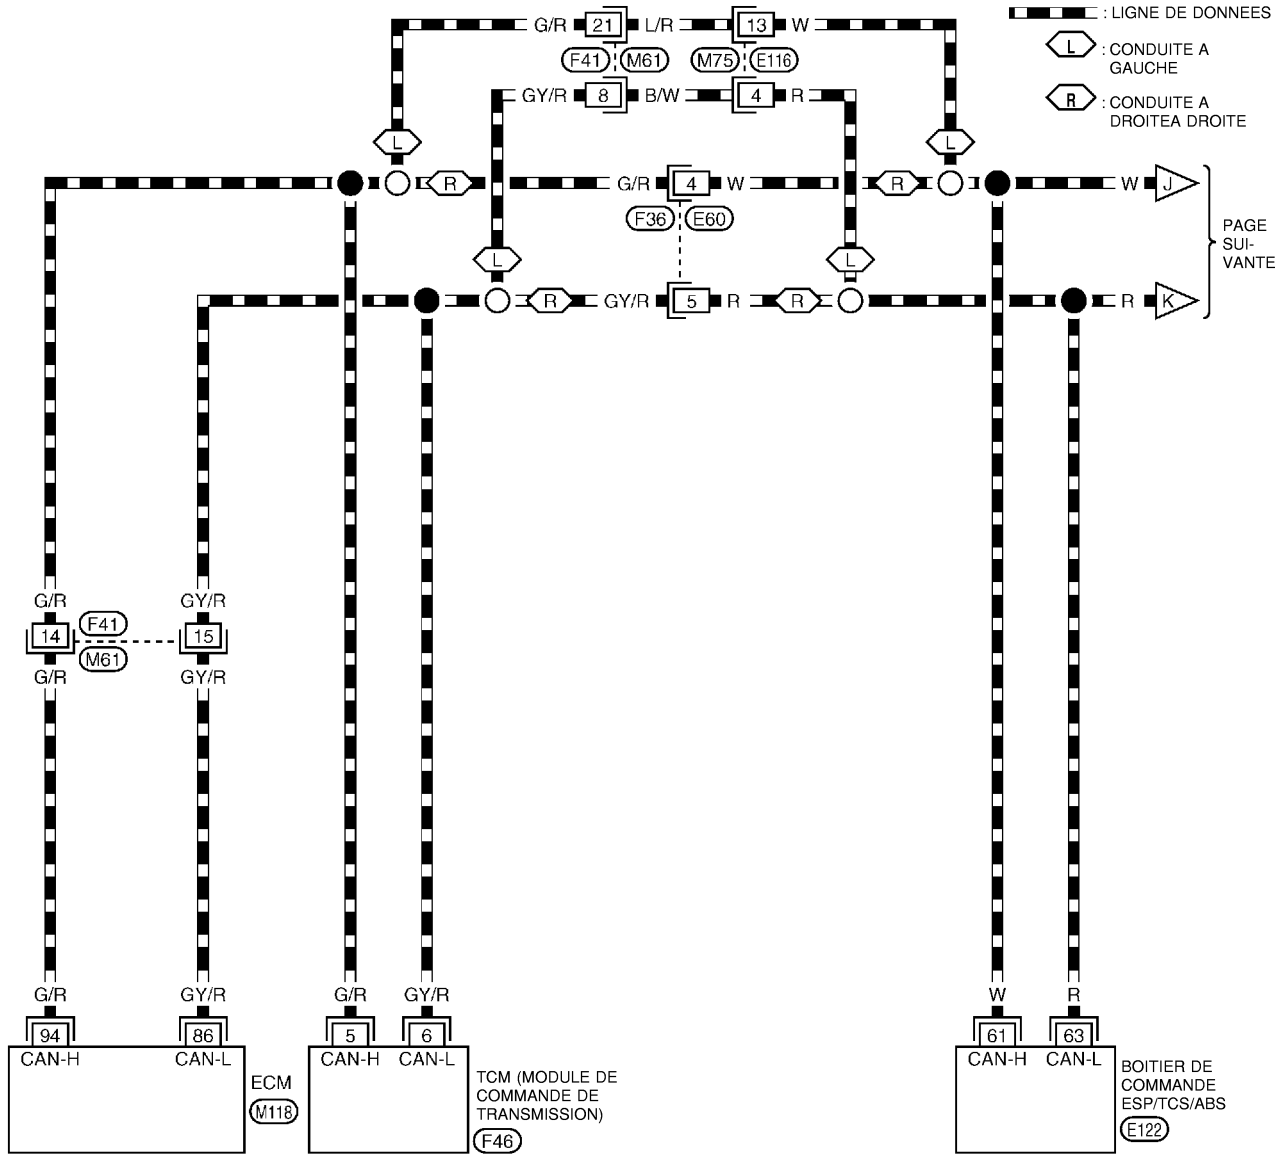 G/R 21 L/R 13 W
F41 M61 M75 E116
GY/R 8 B/W 4 R
: LIGNE DE DONNEES
L : CONDUITE A
GAUCHE
R : CONDUITE A
DROITEA DROITE
L L
R G/R 4 W R W J
F36 E60
L L
R GY/R 5 R R R K
PAGE
SUI-
VANTE
G/R GY/R
14 F41 15
M61
G/R GY/R
G/R GY/R G/R GY/R W R
94 86 5 6 61 63
CAN-H CAN-L CAN-H CAN-L CAN-H CAN-L
ECM
M118
TCM (MODULE DE
COMMANDE DE
TRANSMISSION)
F46
BOITIER DE
COMMANDE
ESP/TCS/ABS
E122